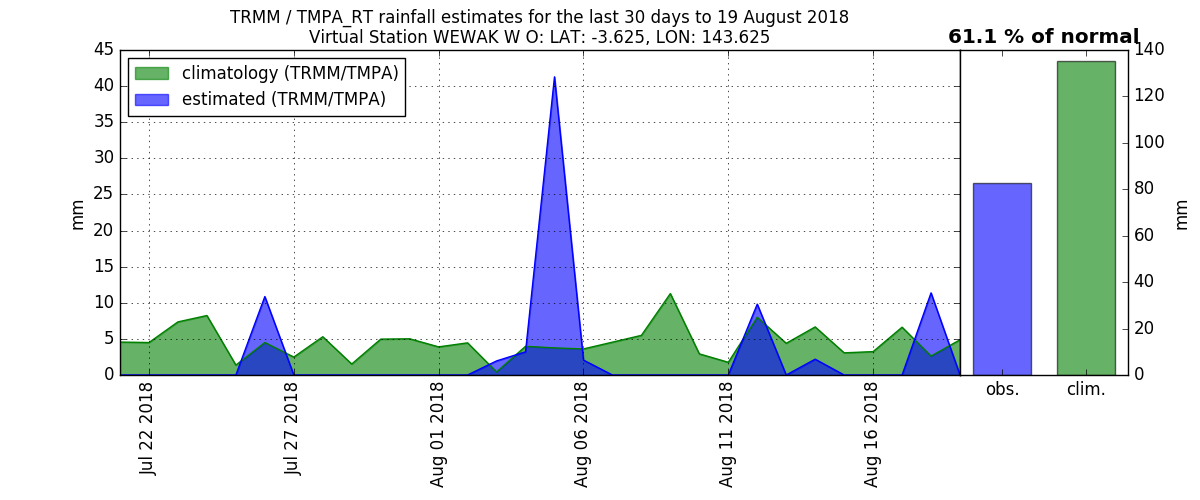 TRMM / TMPA_RT rainfall estimates for the last 30 days to 19 August 2018
Virtual Station WEWAK W O: LAT: -3.625, LON: 143.625
61.1 % of normal
climatology (TRMM/TMPA)
estimated (TRMM/TMPA)
mm
45
40
35
30
25
20
15
10
5
0
Jul 22 2018
Jul 27 2018
Aug 01 2018
Aug 06 2018
Aug 11 2018
Aug 16 2018
140
120
100
80
60
40
20
0
mm
obs.
clim.